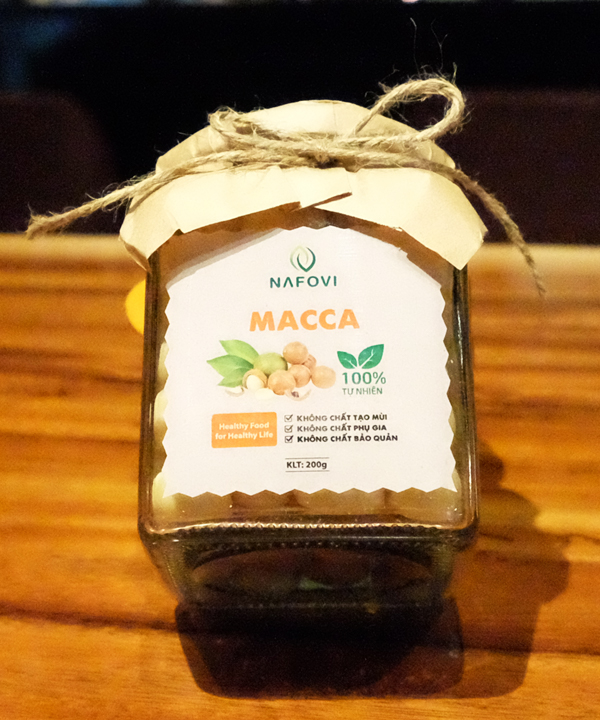 NAFOVI
MACCA
100%
TỰ NHIÊN
Healthy Food
for Healthy Life
KHÔNG CHẤT TẠO MÙI
KHÔNG CHẤT PHỤ GIA
KHÔNG CHẤT BẢO QUẢN
KLT: 200g